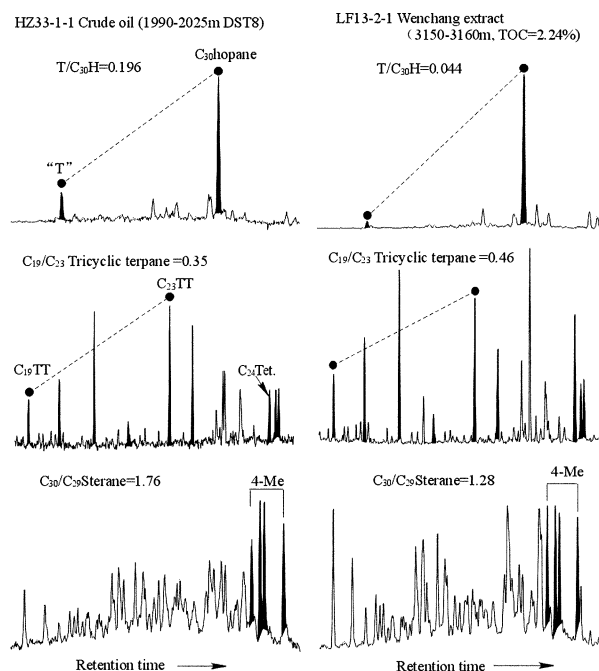 HZ33-1-1 Crude oil (1990-2025m DST8)
T/C30H=0.196
C30hopane
“T”
C19/C23 Tricyclic terpane =0.35
C23TT
C19TT
C24Tet.
C30/C29Sterane=1.76
4-Me
Retention time
LF13-2-1 Wenchang extract
(3150-3160m, TOC=2.24%)
T/C30H=0.044
C19/C23 Tricyclic terpane =0.46
C30/C29Sterane=1.28
4-Me
Retention time